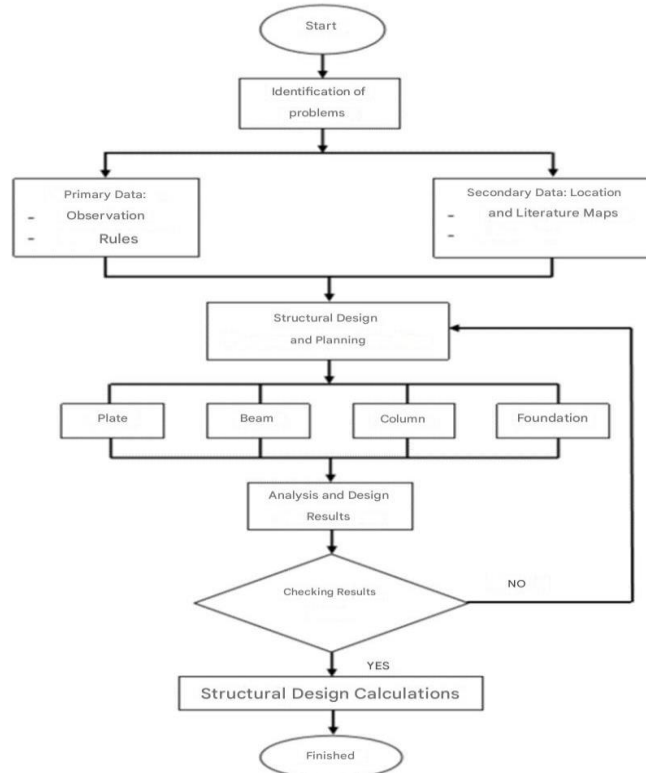 Start
Identification of
problems
Primary Data:
- Observation
- Rules
Secondary Data: Location
- and Literature Maps
-
Structural Design
and Planning
Plate
Beam
Column
Foundation
Analysis and Design
Results
Checking Results
NO
YES
Structural Design Calculations
Finished